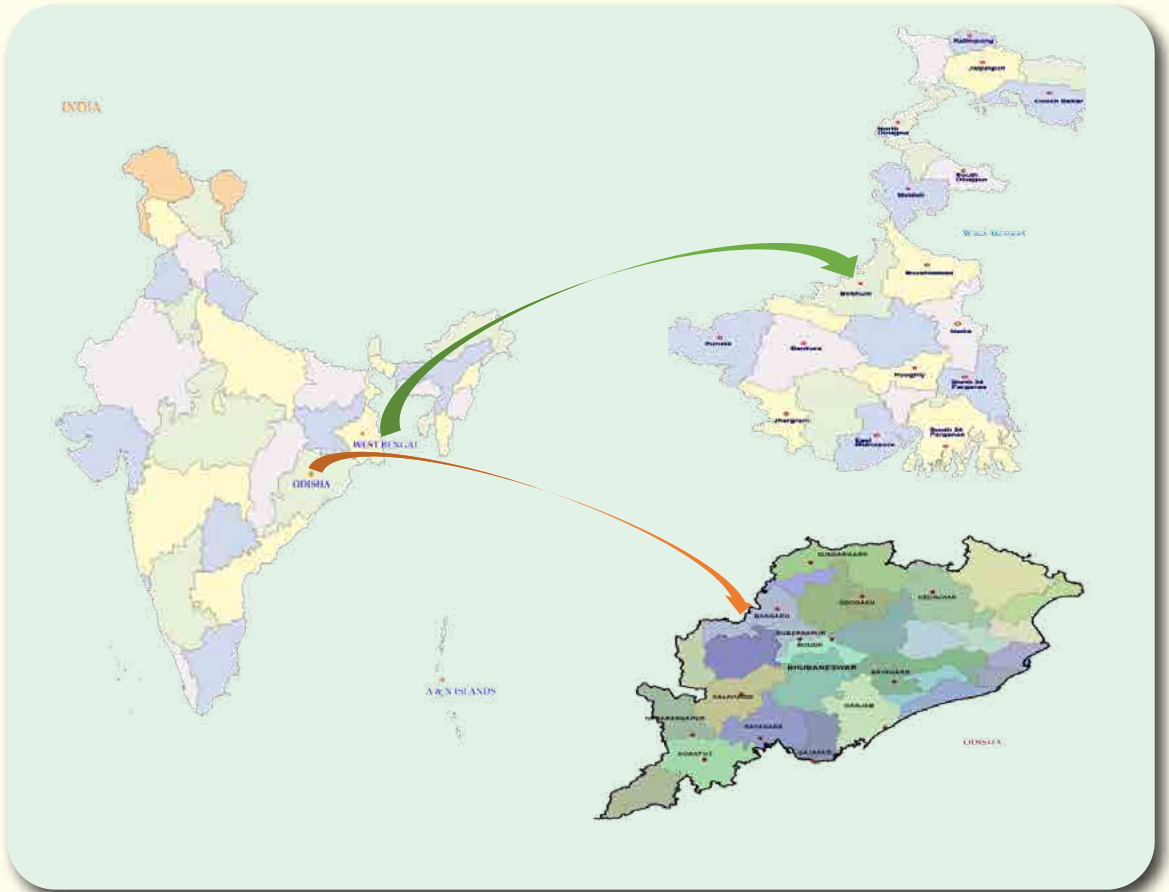 INDIA
WEST BENGAL
ODISHA
A & N ISLANDS
Kalimpong
Jalpaiguri
Cooch Behar
North
Dinajpur
South
Dinajpur
Maldah
West Bengal
Murshidabad
Birbhum
Nadia
Purulia
Bankura
Hooghly
North 24
Parganas
Jhargram
East
South 24
Parganas
SUNDARGARH
DEOGARH
KEONJHAR
BARGARH
SUBARNAPUR
BOUDH
BHUBANESWAR
NAYAGARH
KALAHANDI
GANJAM
NABARANGAPUR
RAYAGADA
GAJAPATI
KORAPUT
ODISHA